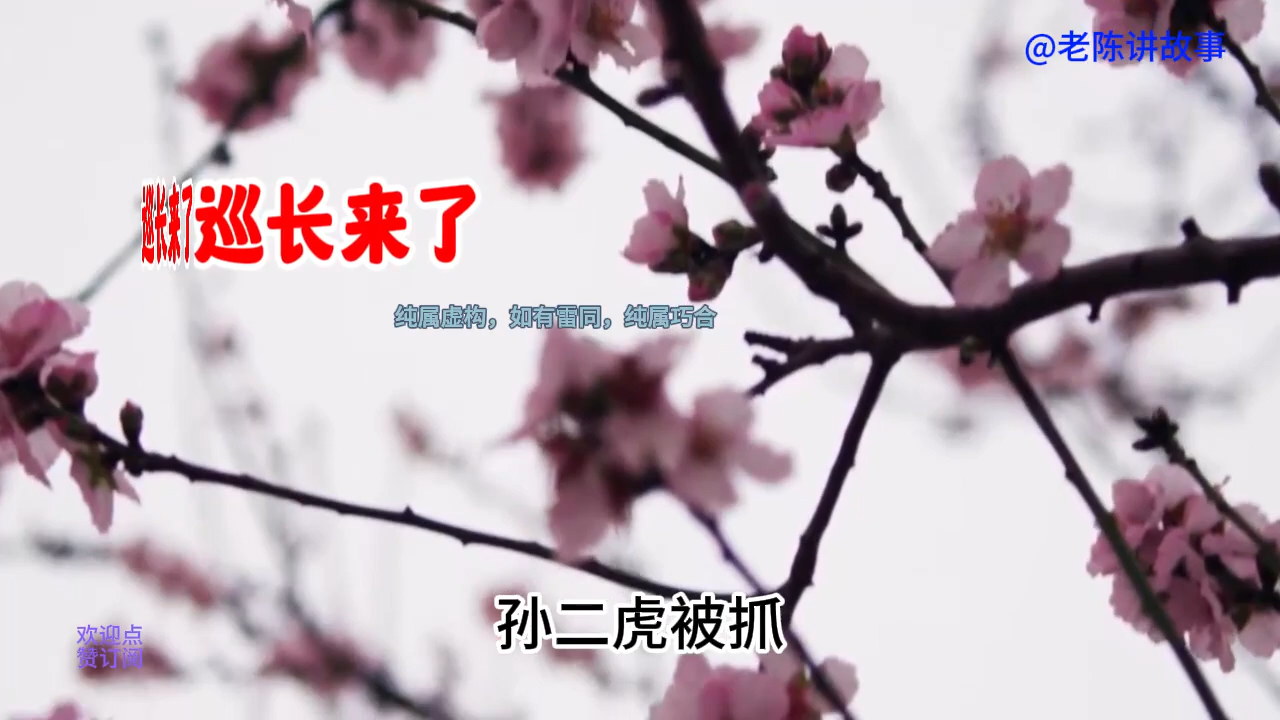 @老陈讲故事
巡长来了巡长来了
纯属虚构，如有雷同，纯属巧合
孙二虎被抓
欢迎点
赞订阅